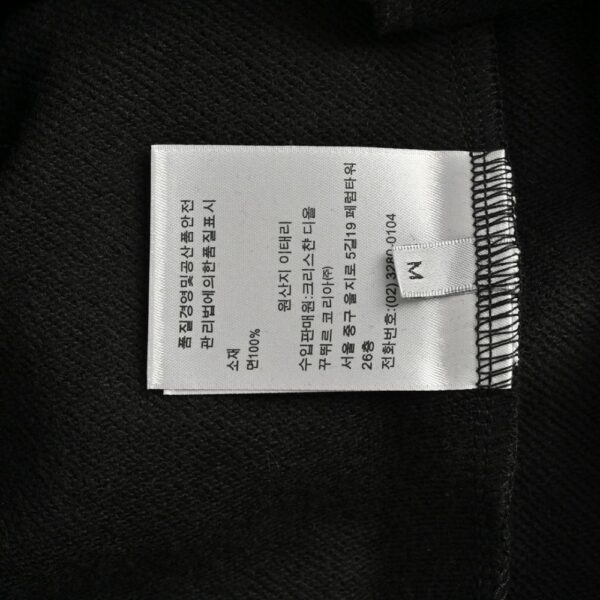 품질경영및공산품안전
관리법에의한품질표시
소재
면100%
원산지 이태리
수입판매원:크리스챤 디올
꾸뛰르 코리아㈜
서울 중구 을지로 5길19 페럼타워
26층
전화번호:(02) 3280-0104
M